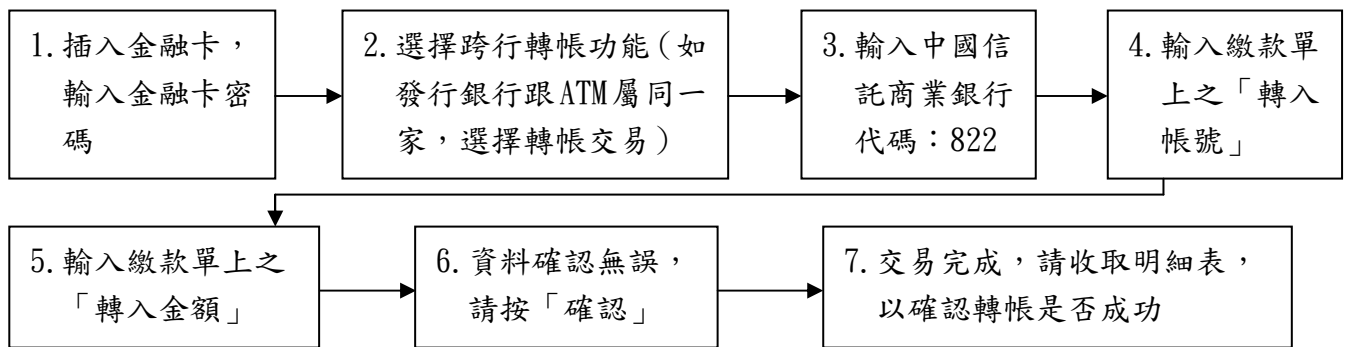 1.插入金融卡，
輸入金融卡密
碼
2.選擇跨行轉帳功能(如
發行銀行跟ATM屬同一
家，選擇轉帳交易)
3.輸入中國信
託商業銀行
代碼：822
4.輸入繳款單
上之「轉入
帳號」
5.輸入繳款單上之
「轉入金額」
6.資料確認無誤，
請按「確認」
7.交易完成，請收取明細表，
以確認轉帳是否成功